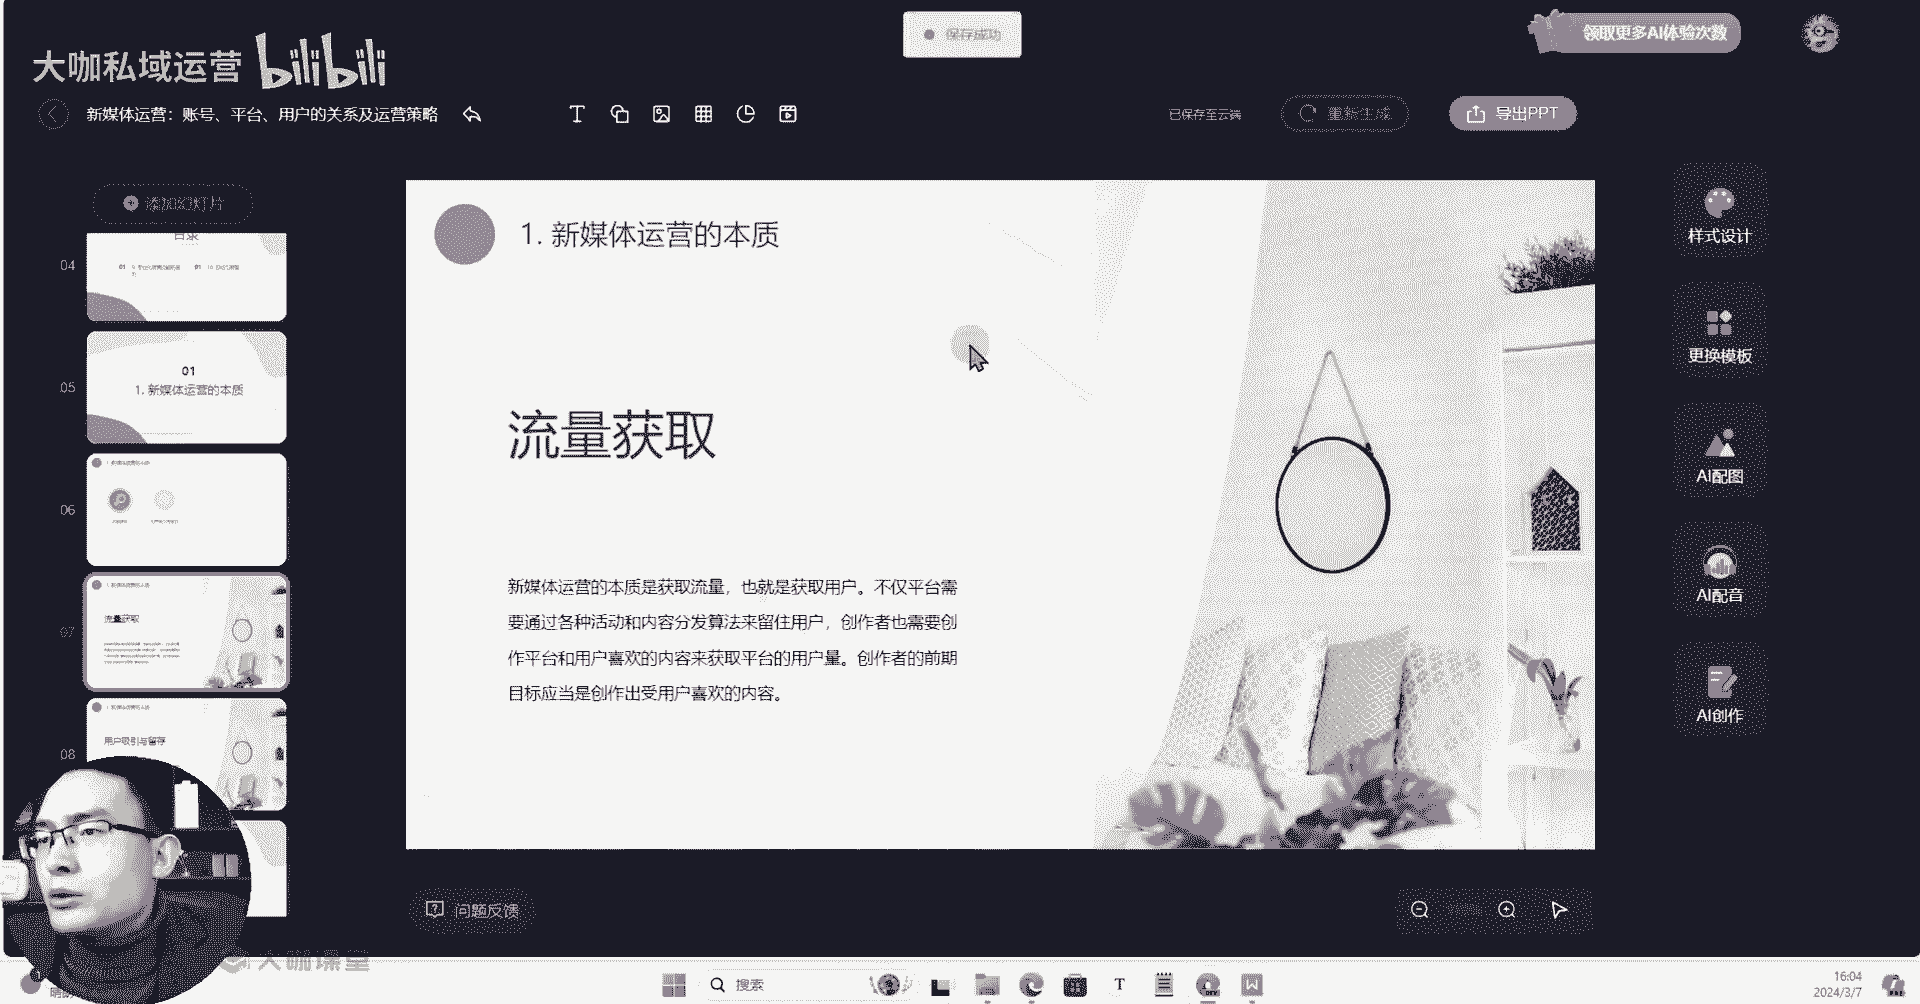 保存成功
领取更多AI体验次数
大咖私域运营 bilibili
新媒体运营：账号、平台、用户的关系及运营策略
已保存至云端
重新生成
导出PPT
添加幻灯片
04
目录
05
01
1. 新媒体运营的本质
06
07
流量获取
08
用户吸引与留存
1. 新媒体运营的本质
流量获取
新媒体运营的本质是获取流量，也就是获取用户。不仅平台需
要通过各种活动和内容分发算法来留住用户，创作者也需要创
作平台和用户喜欢的内容来获取平台的用户量。创作者的前期
目标应当是创作出受用户喜欢的内容。
样式设计
更换模板
AI配图
AI配音
AI创作
问题反馈
大咖课堂
搜索
16:04
2024/3/7